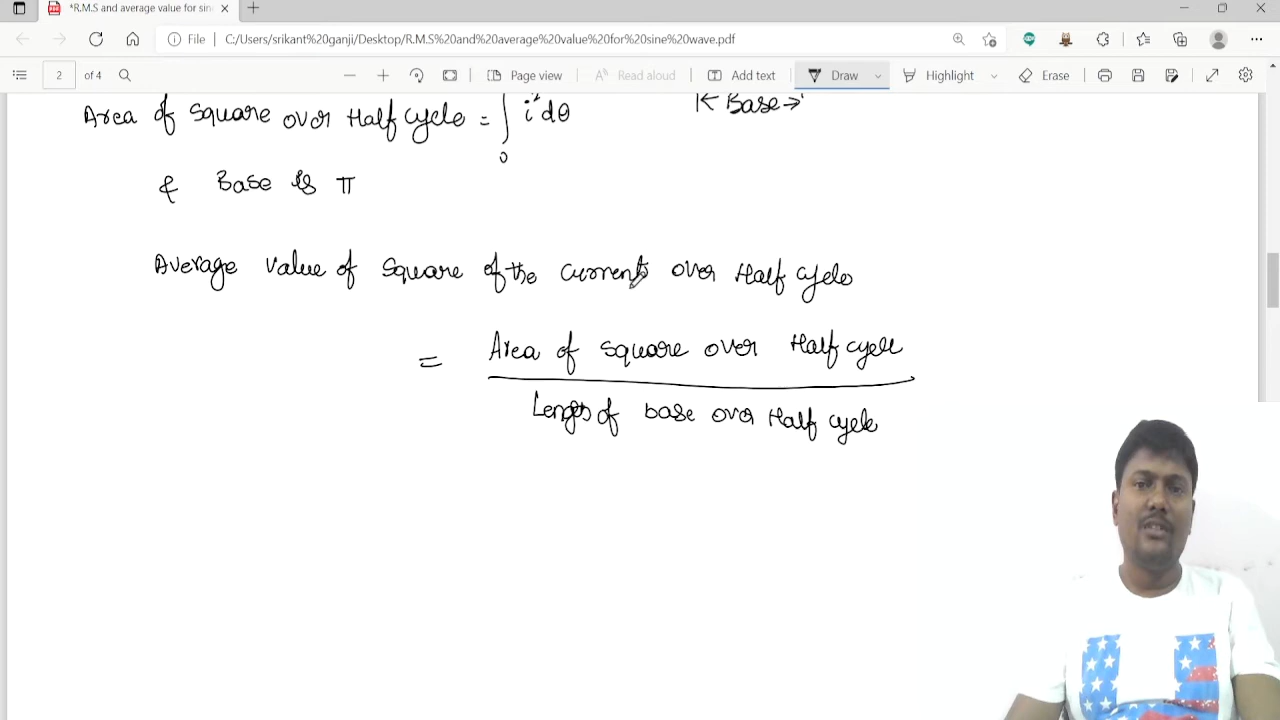 *R.M.S and average value for sin
File
C:/Users/srikant%20ganji/Desktop/R.M.S%20and%20average%20value%20for%20sine%20wave.pdf
2 of 4 Page view Read aloud Add text Draw Highlight Erase
Area of Square over Half cycle = ∫ i² dθ
Base
0
& Base is π
Average value of Square of the currents over Half cycle
= Area of square over Half cycle
Length of base over Half cycle